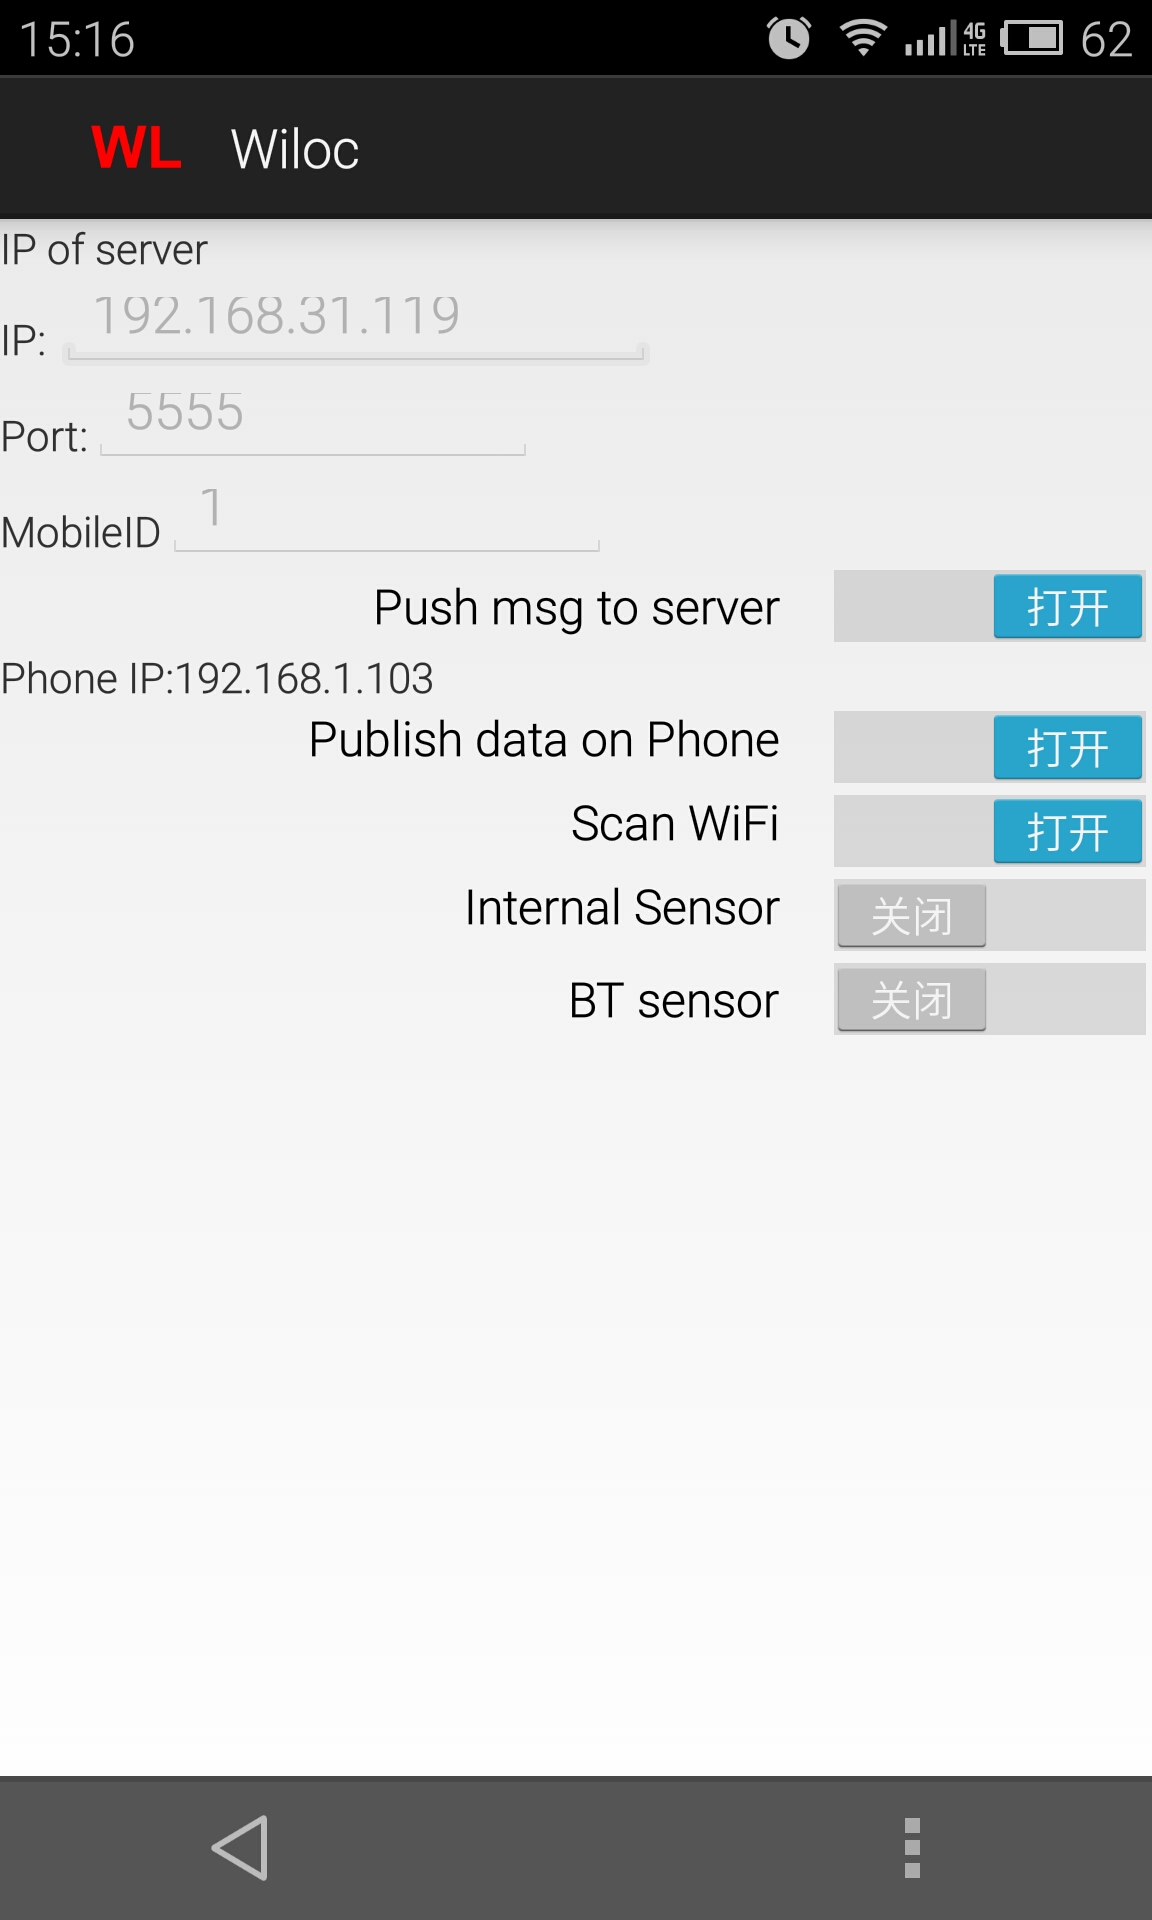 15:16 4G LTE 62
WL Wiloc
IP of server
IP: 192.168.31.119
Port: 5555
MobileID 1
Push msg to server 打开
Phone IP:192.168.1.103
Publish data on Phone 打开
Scan WiFi 打开
Internal Sensor 关闭
BT sensor 关闭